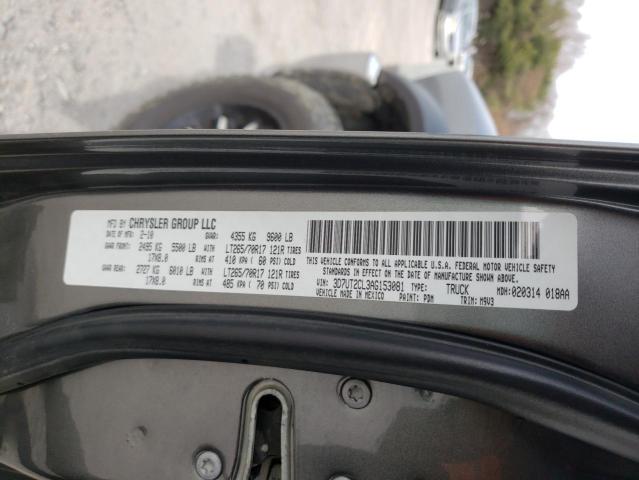 MFD BY CHRYSLER GROUP LLC
DATE OF MFR: 2-10 GVWR: 4355 KG 9600 LB
GAWR FRONT: 2495 KG 5500 LB WITH LT265/70R17 121R TIRES
17X8.0 RIMS AT 410 KPA ( 60 PSI) COLD
GAWR REAR: 2727 KG 6010 LB WITH LT265/70R17 121R TIRES
17X8.0 RIMS AT 485 KPA ( 70 PSI) COLD
THIS VEHICLE CONFORMS TO ALL APPLICABLE U.S.A. FEDERAL MOTOR VEHICLE SAFETY
STANDARDS IN EFFECT ON THE DATE OF MANUFACTURE SHOWN ABOVE.
VIN: 3D7UT2CL3AG153081 TYPE: TRUCK MDH: 020314 018AA
VEHICLE MADE IN MEXICO PAINT: PDM TRIM: M9V3